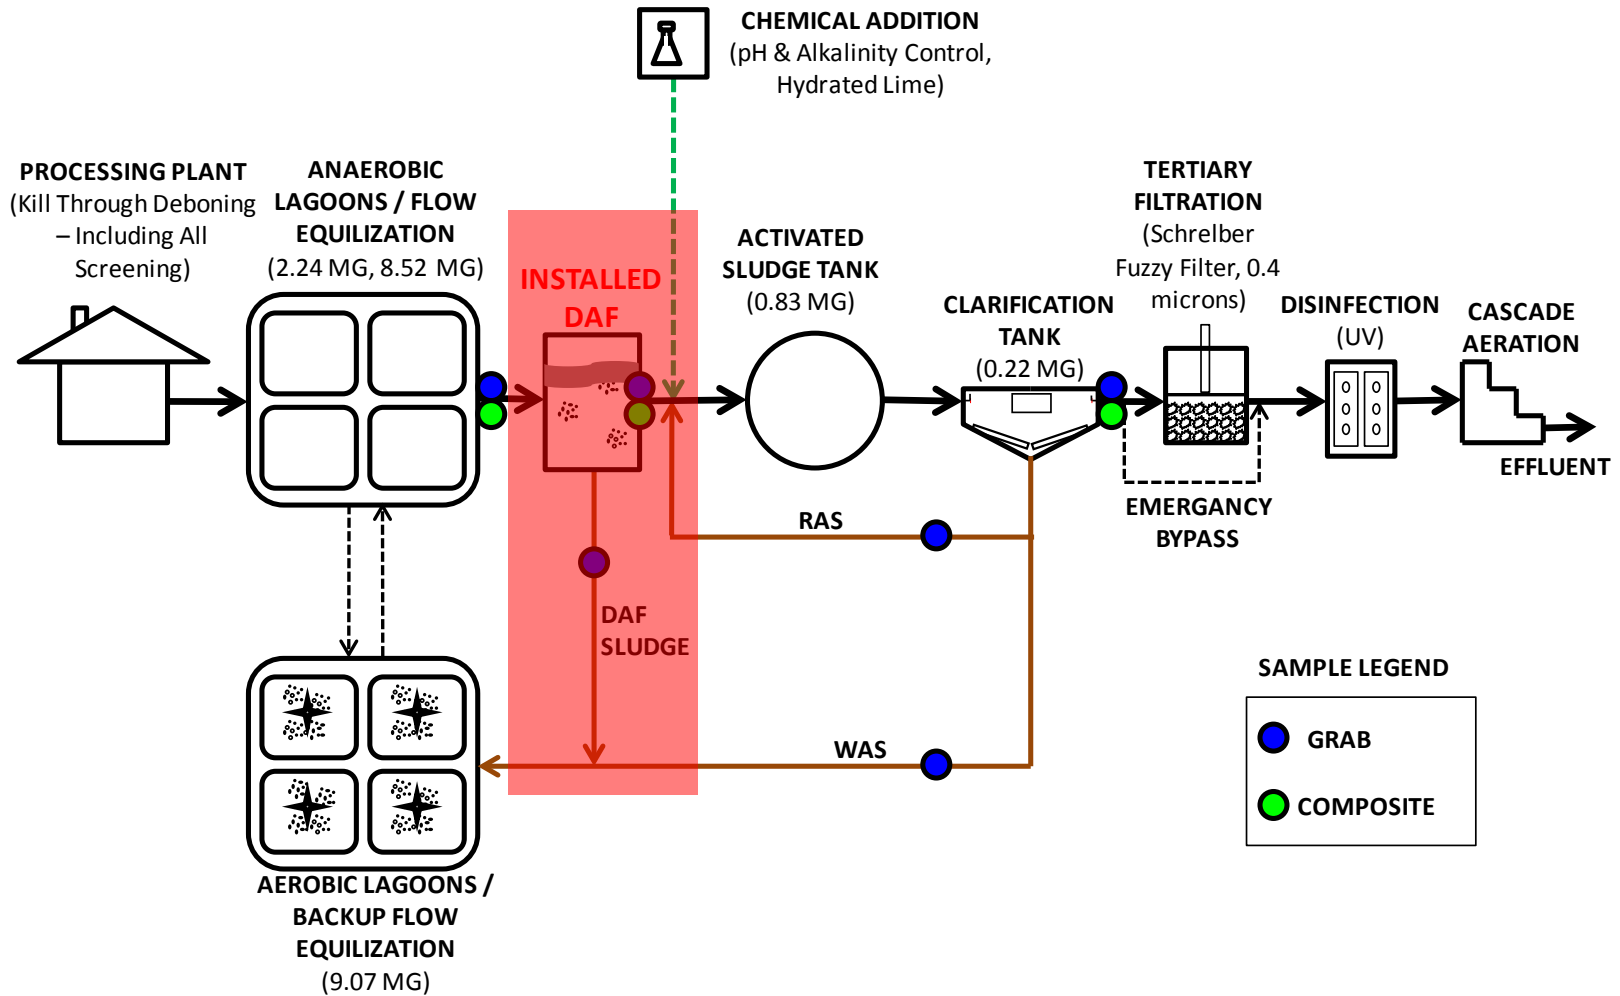 CHEMICAL ADDITION
(pH & Alkalinity Control,
Hydrated Lime)
PROCESSING PLANT
(Kill Through Deboning
– Including All
Screening)
ANAEROBIC
LAGOONS / FLOW
EQUILIZATION
(2.24 MG, 8.52 MG)
INSTALLED
DAF
ACTIVATED
SLUDGE TANK
(0.83 MG)
CLARIFICATION
TANK
(0.22 MG)
TERTIARY
FILTRATION
(Schrelber
Fuzzy Filter, 0.4
microns)
DISINFECTION
(UV)
CASCADE
AERATION
EFFLUENT
EMERGANCY
BYPASS
RAS
DAF
SLUDGE
WAS
AEROBIC LAGOONS /
BACKUP FLOW
EQUILIZATION
(9.07 MG)
SAMPLE LEGEND
GRAB
COMPOSITE